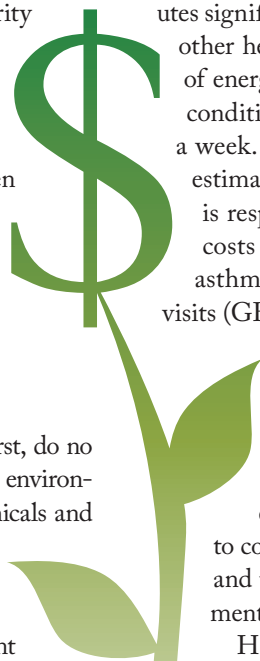 rity
en
rst, do no
environ-
nicals and
nt
$
utes signif
other he
of energ
conditi
a week.
estima
is resp
costs
asthm
visits (GF
to co
and
ment
H